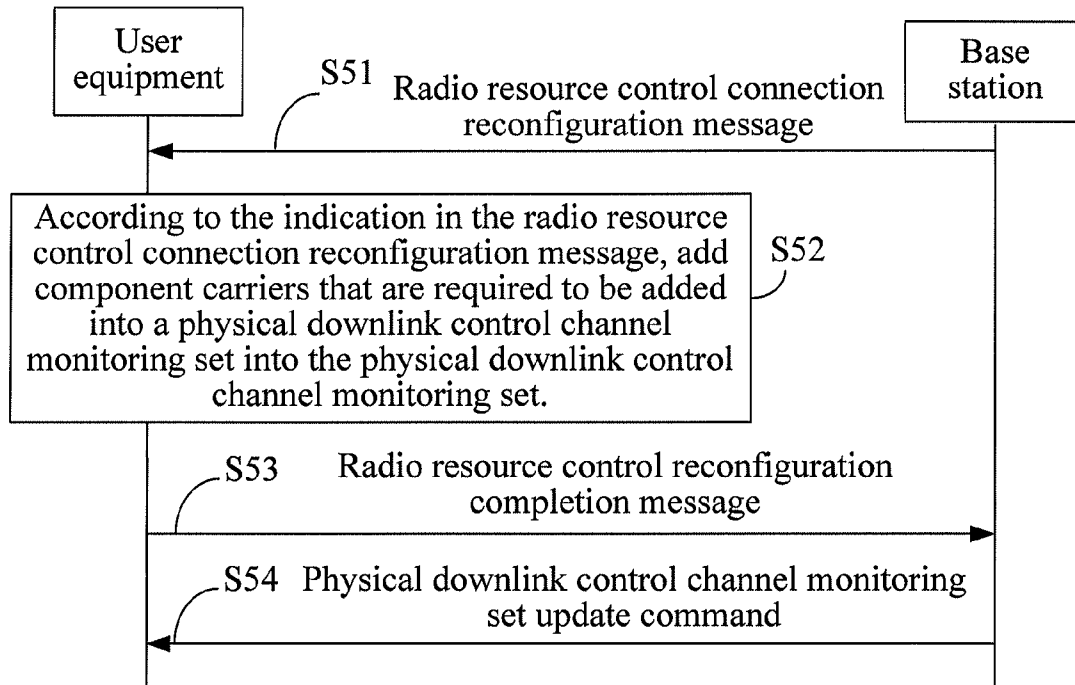 User
equipment
Base
station
S51
Radio resource control connection
reconfiguration message
According to the indication in the radio resource
control connection reconfiguration message, add
component carriers that are required to be added
into a physical downlink control channel
monitoring set into the physical downlink control
channel monitoring set.
S52
S53
Radio resource control reconfiguration
completion message
S54
Physical downlink control channel monitoring
set update command